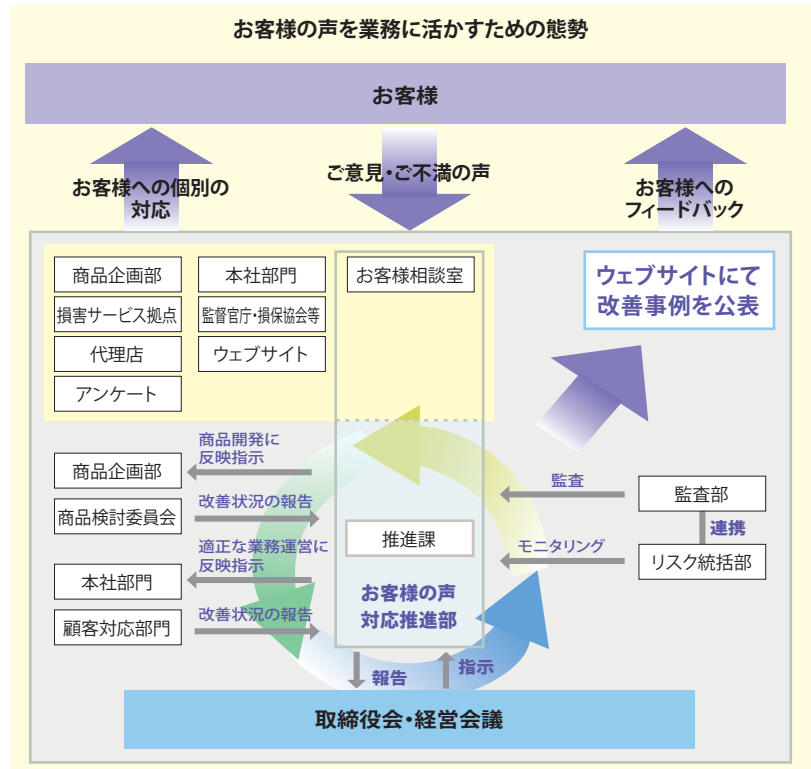 お客様の声を業務に活かすための態勢
お客様
お客様への個別の
対応
ご意見・ご不満の声
お客様への
フィードバック
商品企画部
本社部門
お客様相談室
損害サービス拠点
監督官庁・損保協会等
代理店
ウェブサイト
アンケート
ウェブサイトにて
改善事例を公表
商品開発に
反映指示
商品企画部
商品検討委員会
改善状況の報告
適正な業務運営に
反映指示
本社部門
顧客対応部門
改善状況の報告
推進課
お客様の声
対応推進部
監査
監査部
連携
モニタリング
リスク統括部
報告
指示
取締役会・経営会議